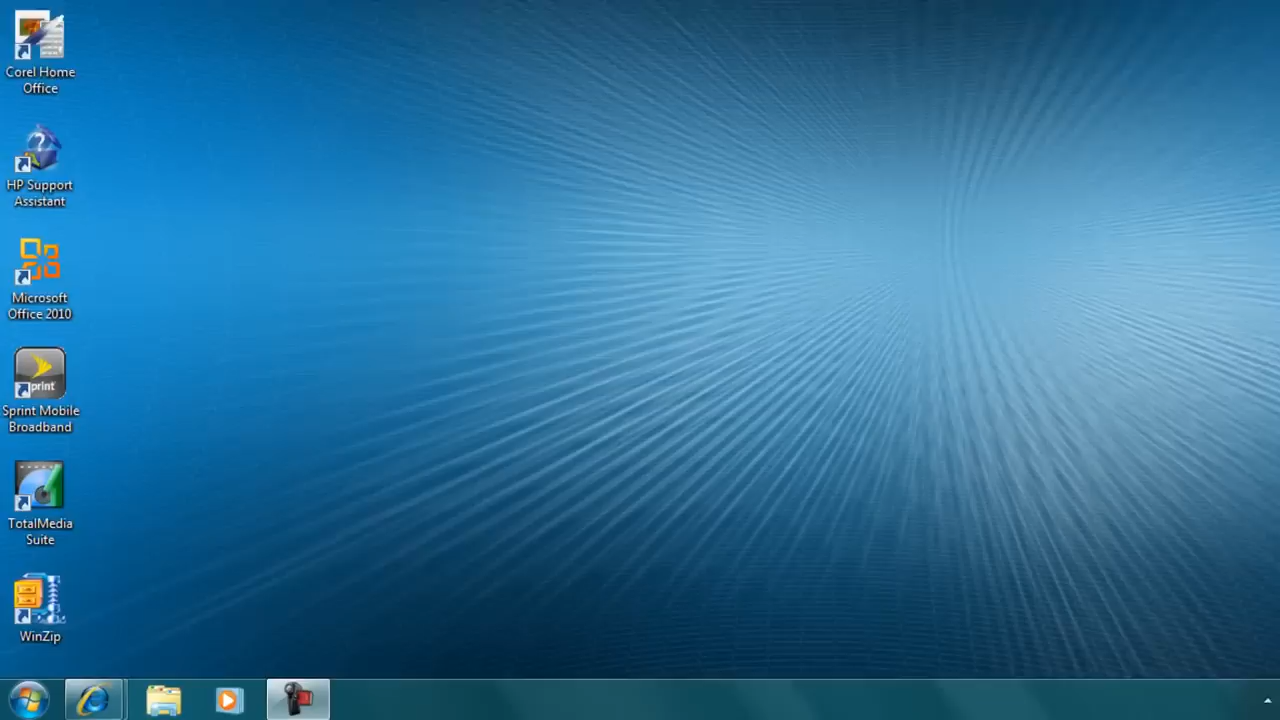 Corel Home
Office
HP Support
Assistant
Microsoft
Office 2010
print
Sprint Mobile
Broadband
TotalMedia
Suite
WinZip